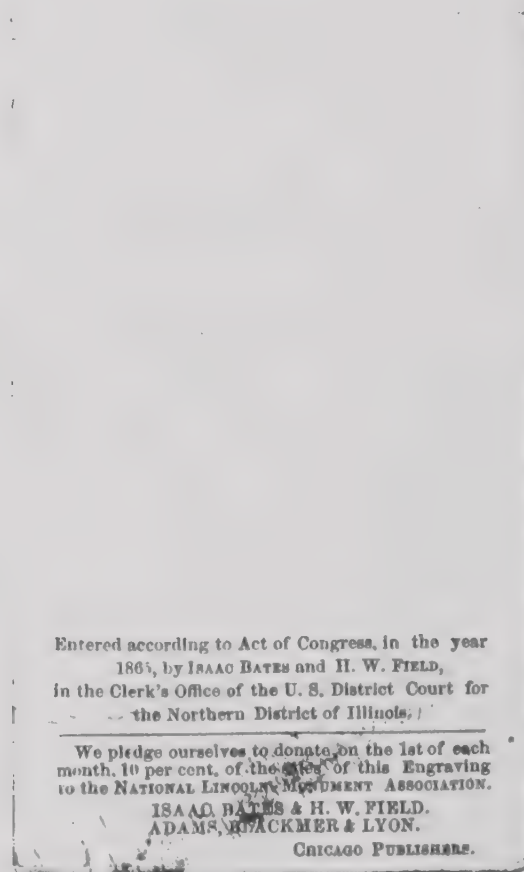 Entered according to Act of Congress, in the year
1865, by ISAAC BATES and H. W. FIELD,
in the Clerk's Office of the U. S. District Court for
the Northern District of Illinois.
We pledge ourselves to donate on the 1st of each
month, 10 per cent. of the sales of this Engraving
to the NATIONAL LINCOLN MONUMENT ASSOCIATION.
ISAAC BATES & H. W. FIELD.
ADAMS, BLACKMER & LYON.
CHICAGO PUBLISHERS.